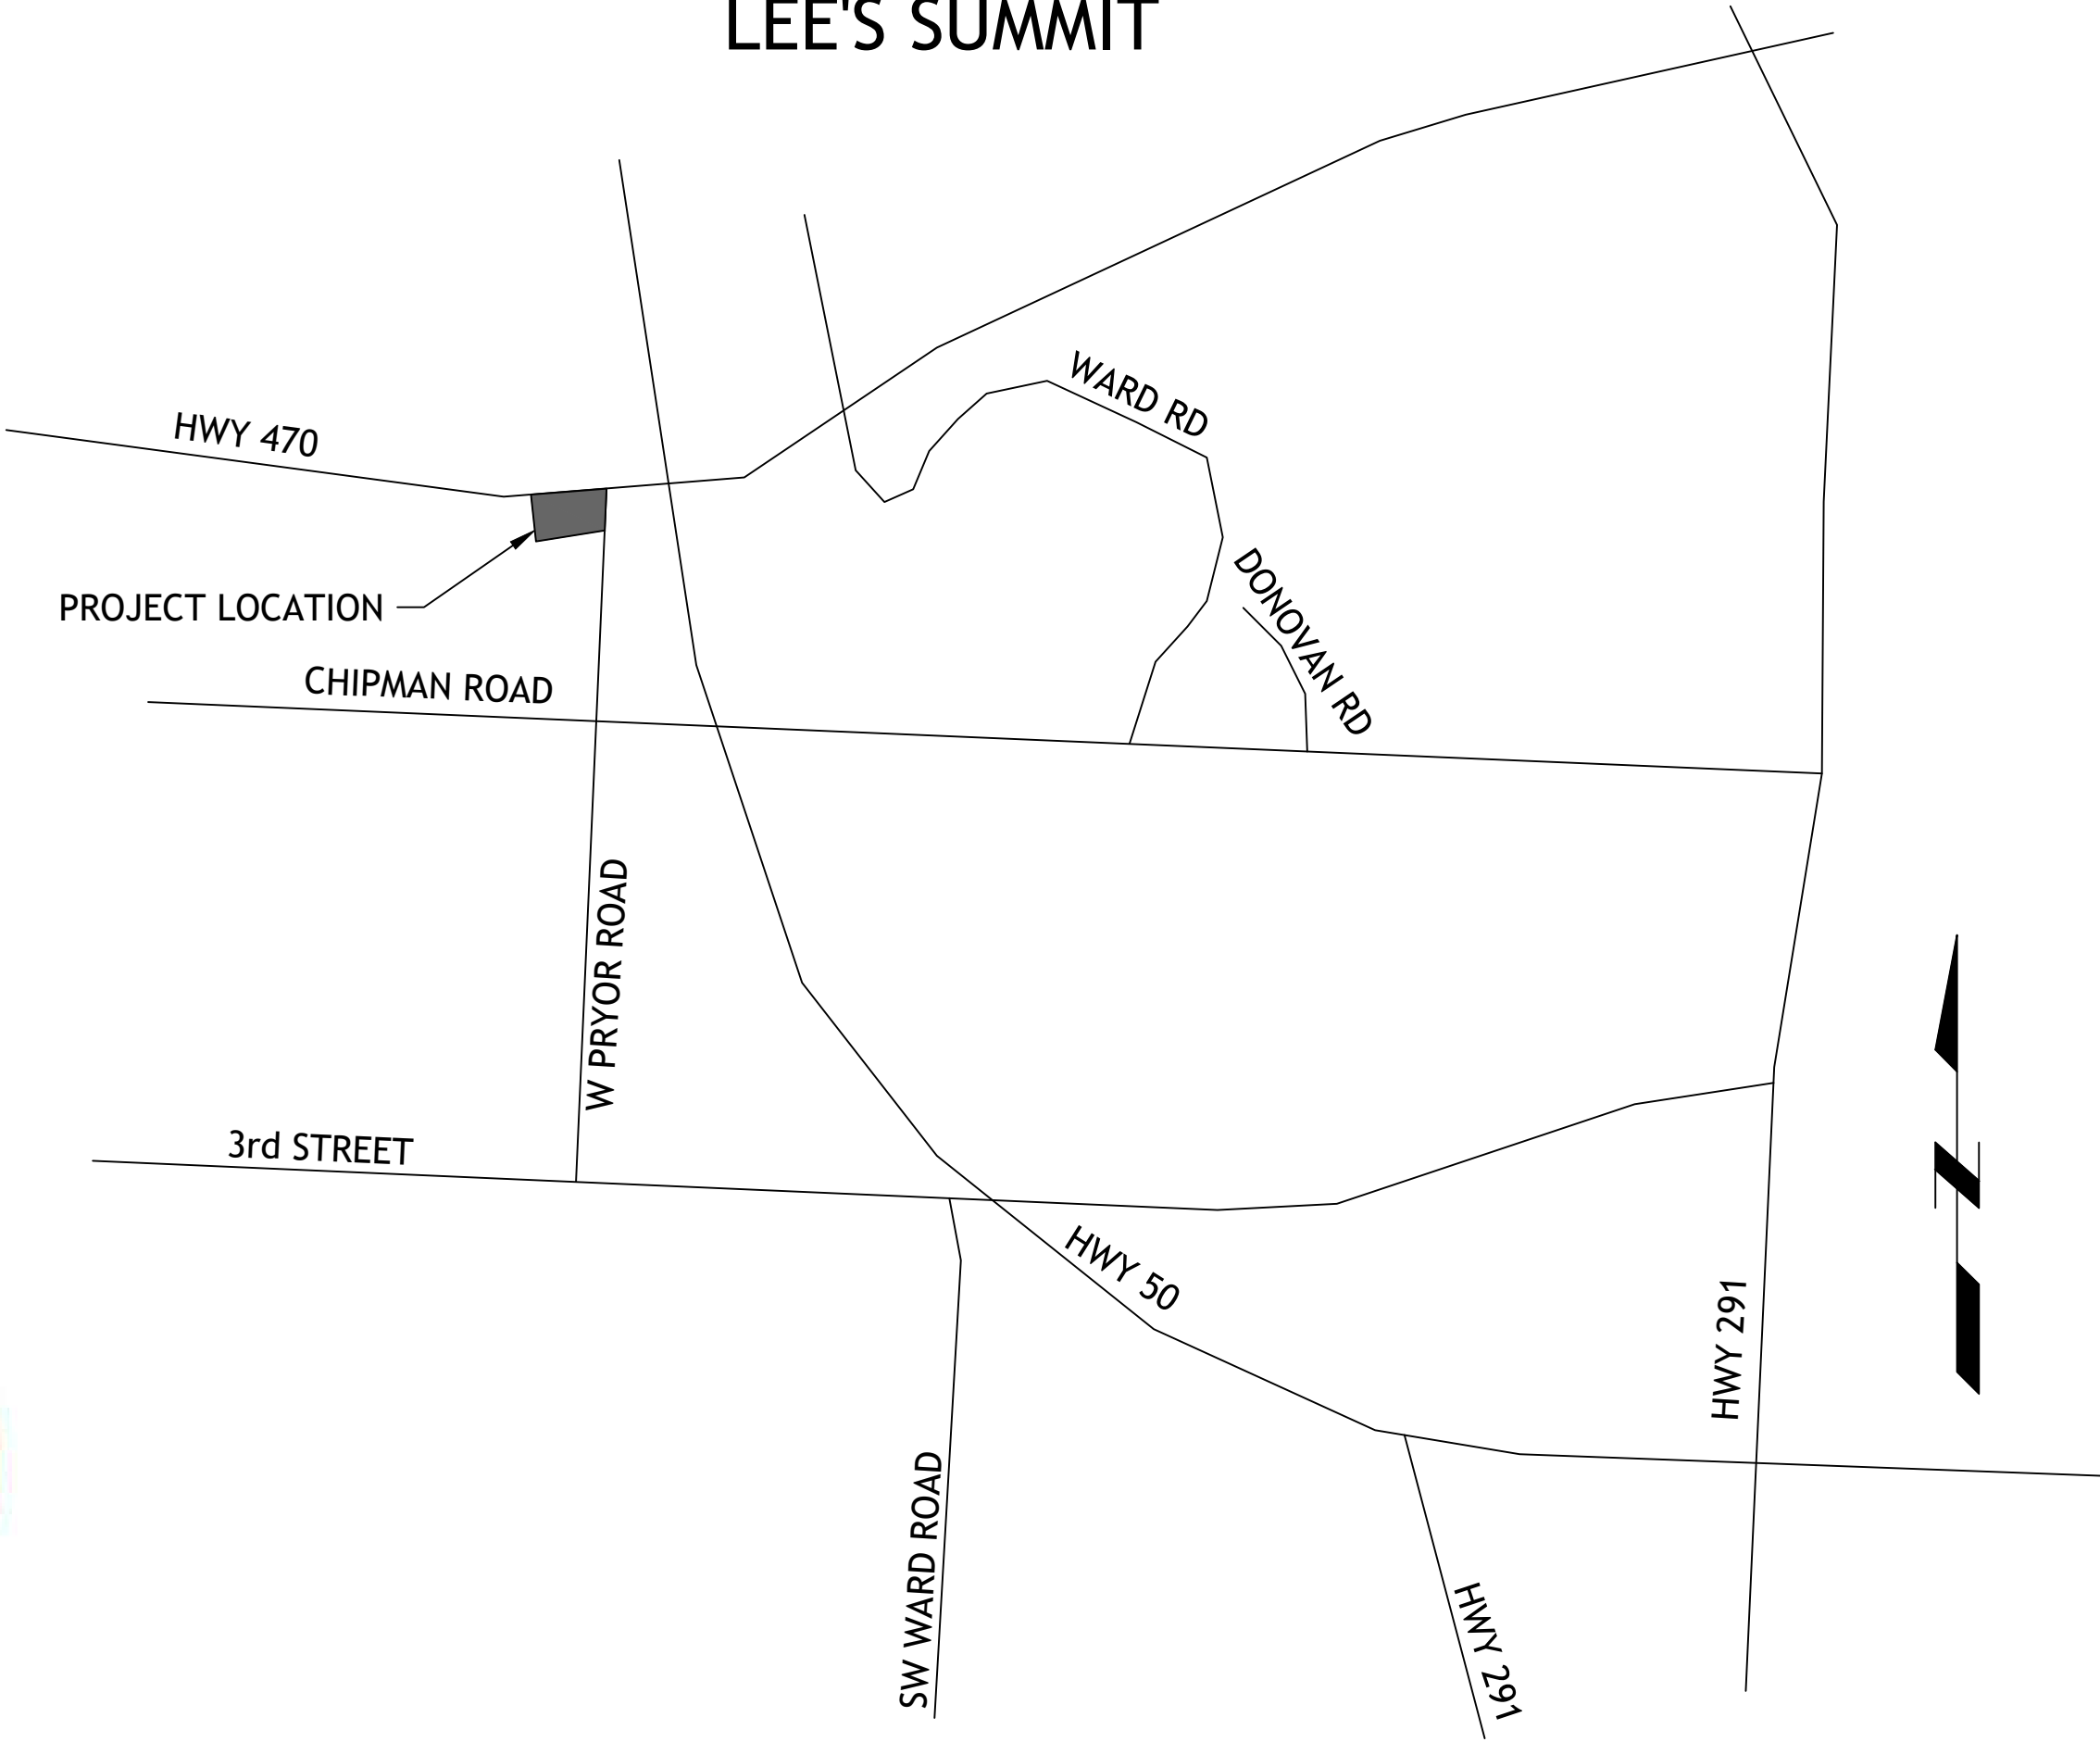 LEE'S SUMMIT
WARD RD
HWY 470
DONOVAN RD
PROJECT LOCATION
CHIPMAN ROAD
W PRYOR ROAD
3rd STREET
HWY 50
HWY 291
SW WARD ROAD
HWY 291
N